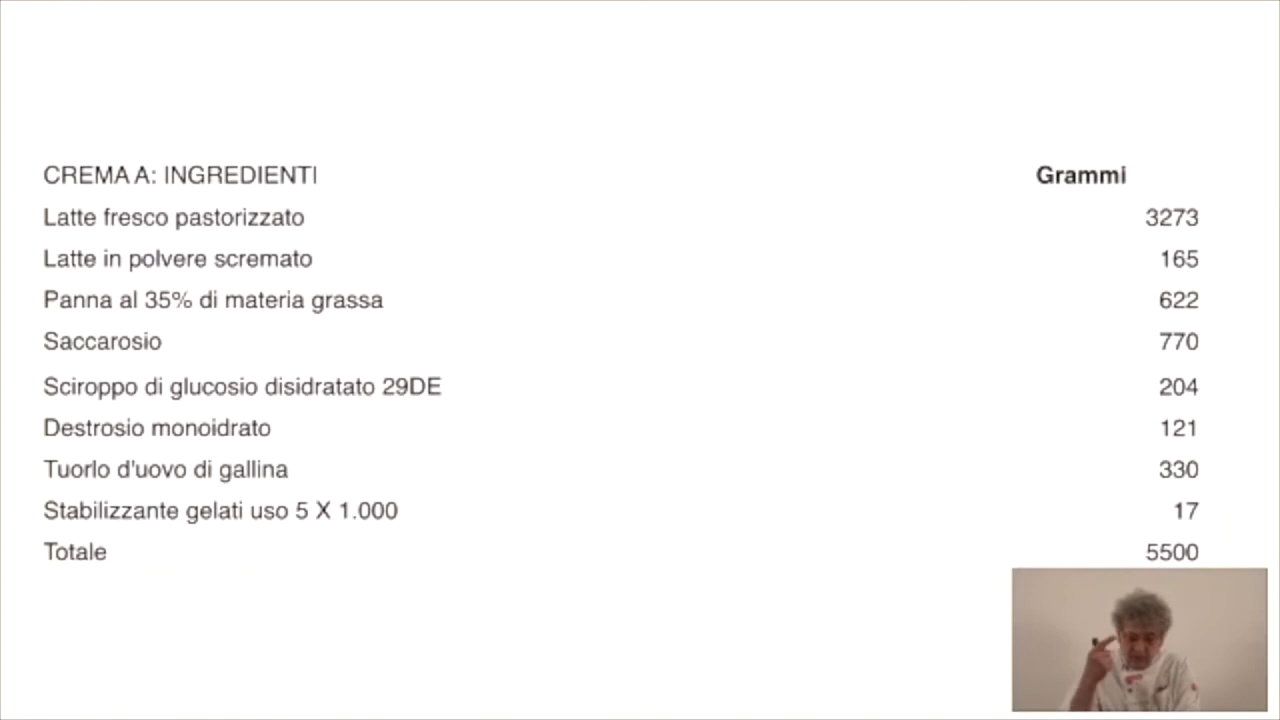 CREMA A: INGREDIENTI Grammi
Latte fresco pastorizzato 3273
Latte in polvere scremato 165
Panna al 35% di materia grassa 622
Saccarosio 770
Sciroppo di glucosio disidratato 29DE 204
Destrosio monoidrato 121
Tuorlo d'uovo di gallina 330
Stabilizzante gelati uso 5 X 1.000 17
Totale 5500